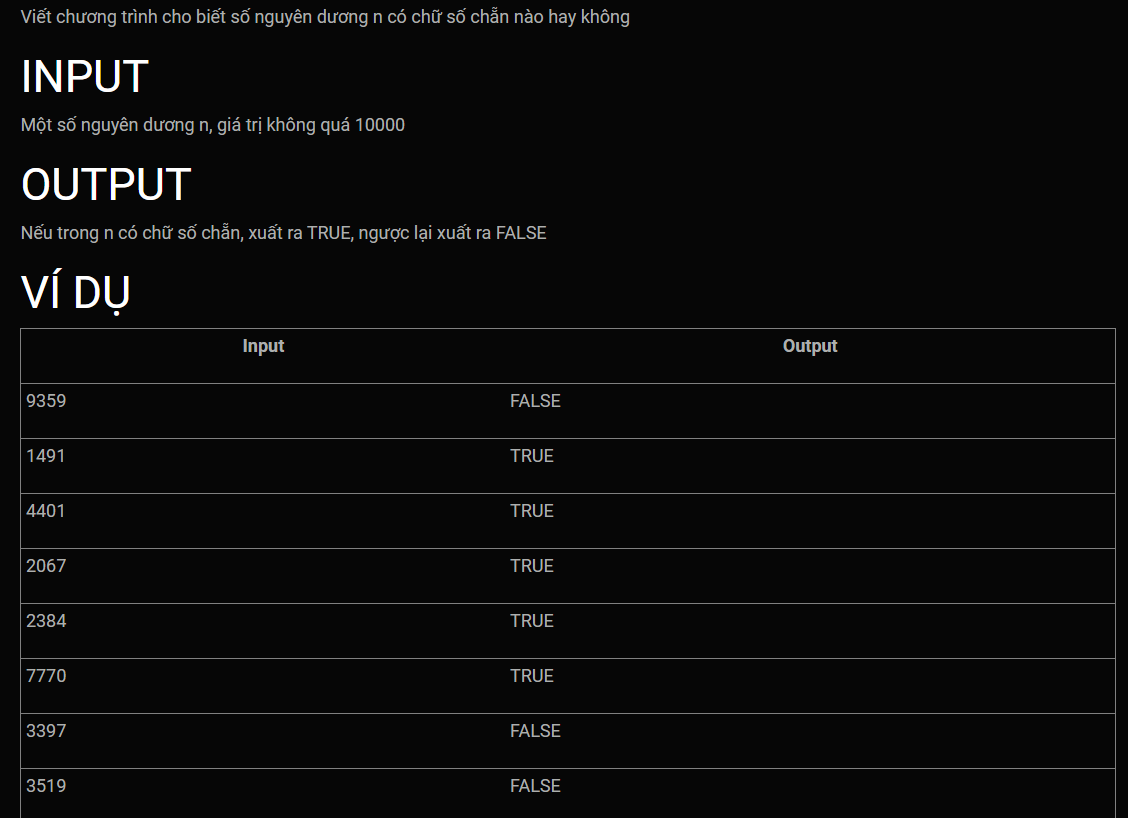 Viết chương trình cho biết số nguyên dương n có chữ số chẵn nào hay không
INPUT
Một số nguyên dương n, giá trị không quá 10000
OUTPUT
Nếu trong n có chữ số chẵn, xuất ra TRUE, ngược lại xuất ra FALSE
VÍ DỤ
Input Output
9359 FALSE
1491 TRUE
4401 TRUE
2067 TRUE
2384 TRUE
7770 TRUE
3397 FALSE
3519 FALSE